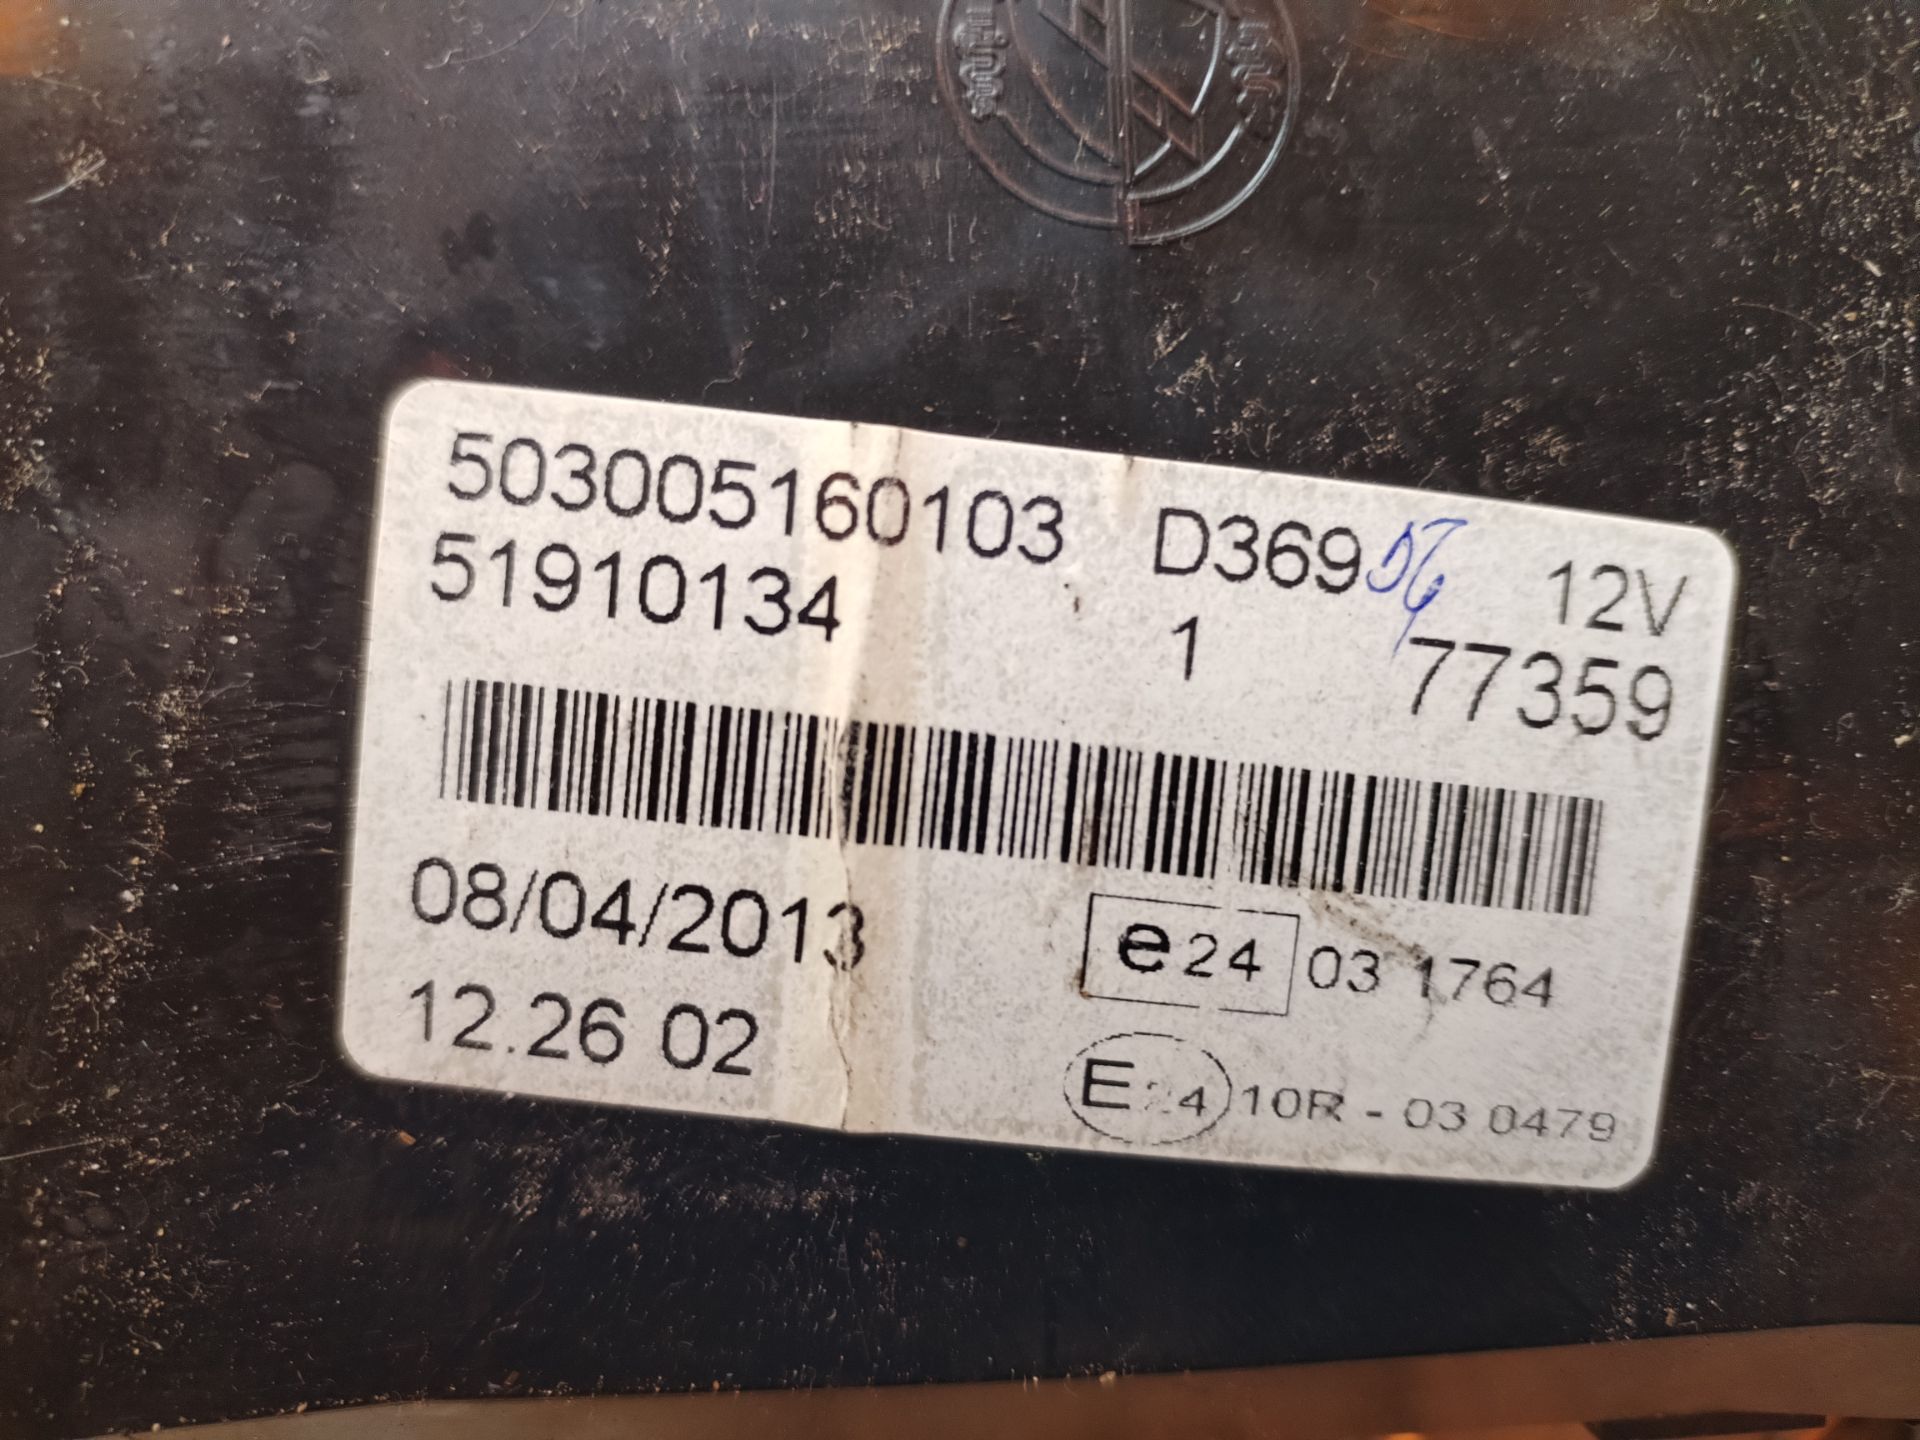 503005160103 D369 56 12V
51910134 1 77359
08/04/2013 e24 03 1764
12.26 02 E24 10R - 03 0479